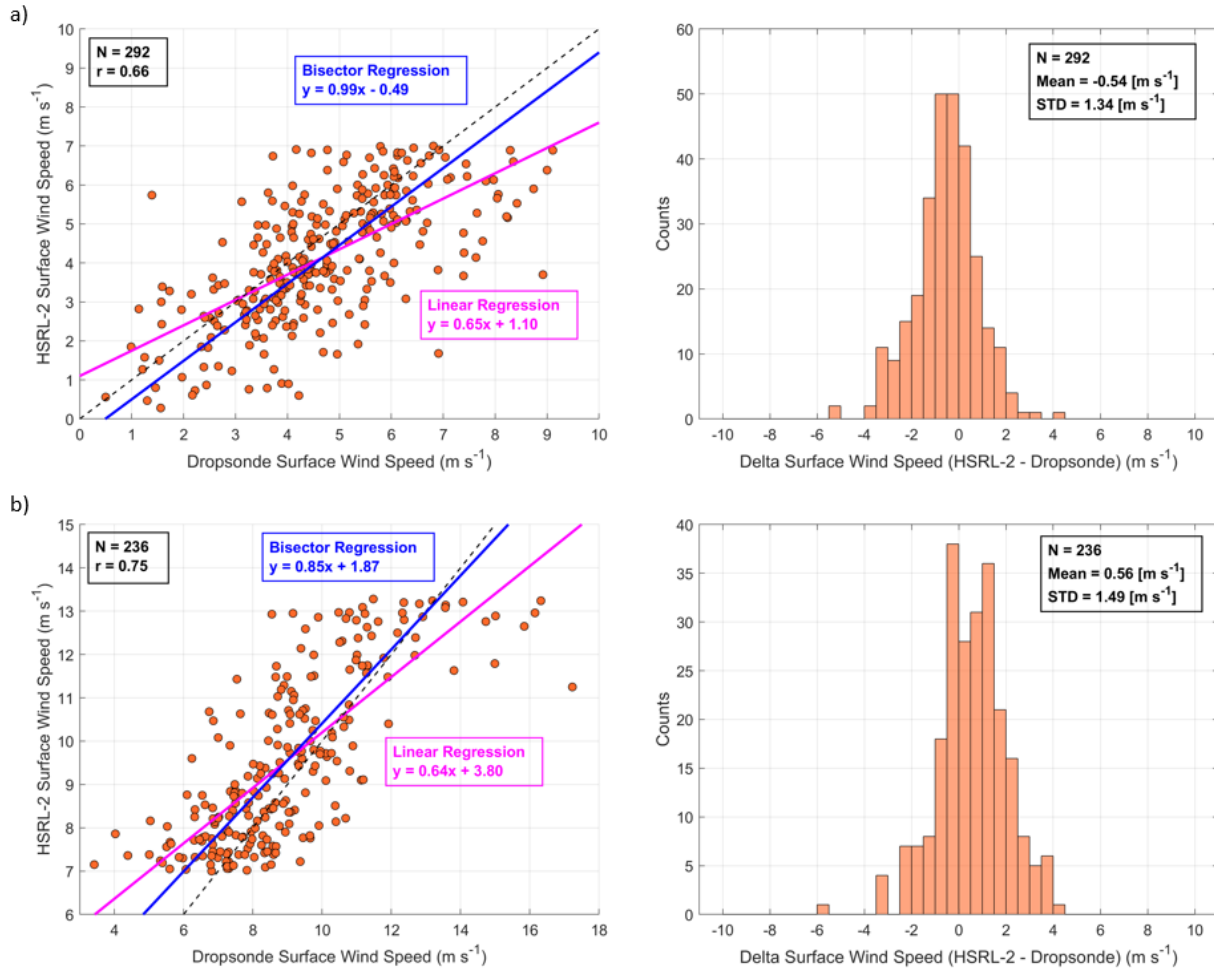 a)
N = 292
r = 0.66
Bisector Regression
y = 0.99x - 0.49
Linear Regression
y = 0.65x + 1.10
10
9
8
7
6
5
4
3
2
1
0
0 1 2 3 4 5 6 7 8 9 10
HSRL-2 Surface Wind Speed (m s⁻¹)
Dropsonde Surface Wind Speed (m s⁻¹)
N = 292
Mean = -0.54 [m s⁻¹]
STD = 1.34 [m s⁻¹]
60
50
40
30
20
10
0
-10 -8 -6 -4 -2 0 2 4 6 8 10
Counts
Delta Surface Wind Speed (HSRL-2 - Dropsonde) (m s⁻¹)
b)
N = 236
r = 0.75
Bisector Regression
y = 0.85x + 1.87
Linear Regression
y = 0.64x + 3.80
15
14
13
12
11
10
9
8
7
6
4 6 8 10 12 14 16 18
HSRL-2 Surface Wind Speed (m s⁻¹)
Dropsonde Surface Wind Speed (m s⁻¹)
N = 236
Mean = 0.56 [m s⁻¹]
STD = 1.49 [m s⁻¹]
40
35
30
25
20
15
10
5
0
-10 -8 -6 -4 -2 0 2 4 6 8 10
Counts
Delta Surface Wind Speed (HSRL-2 - Dropsonde) (m s⁻¹)